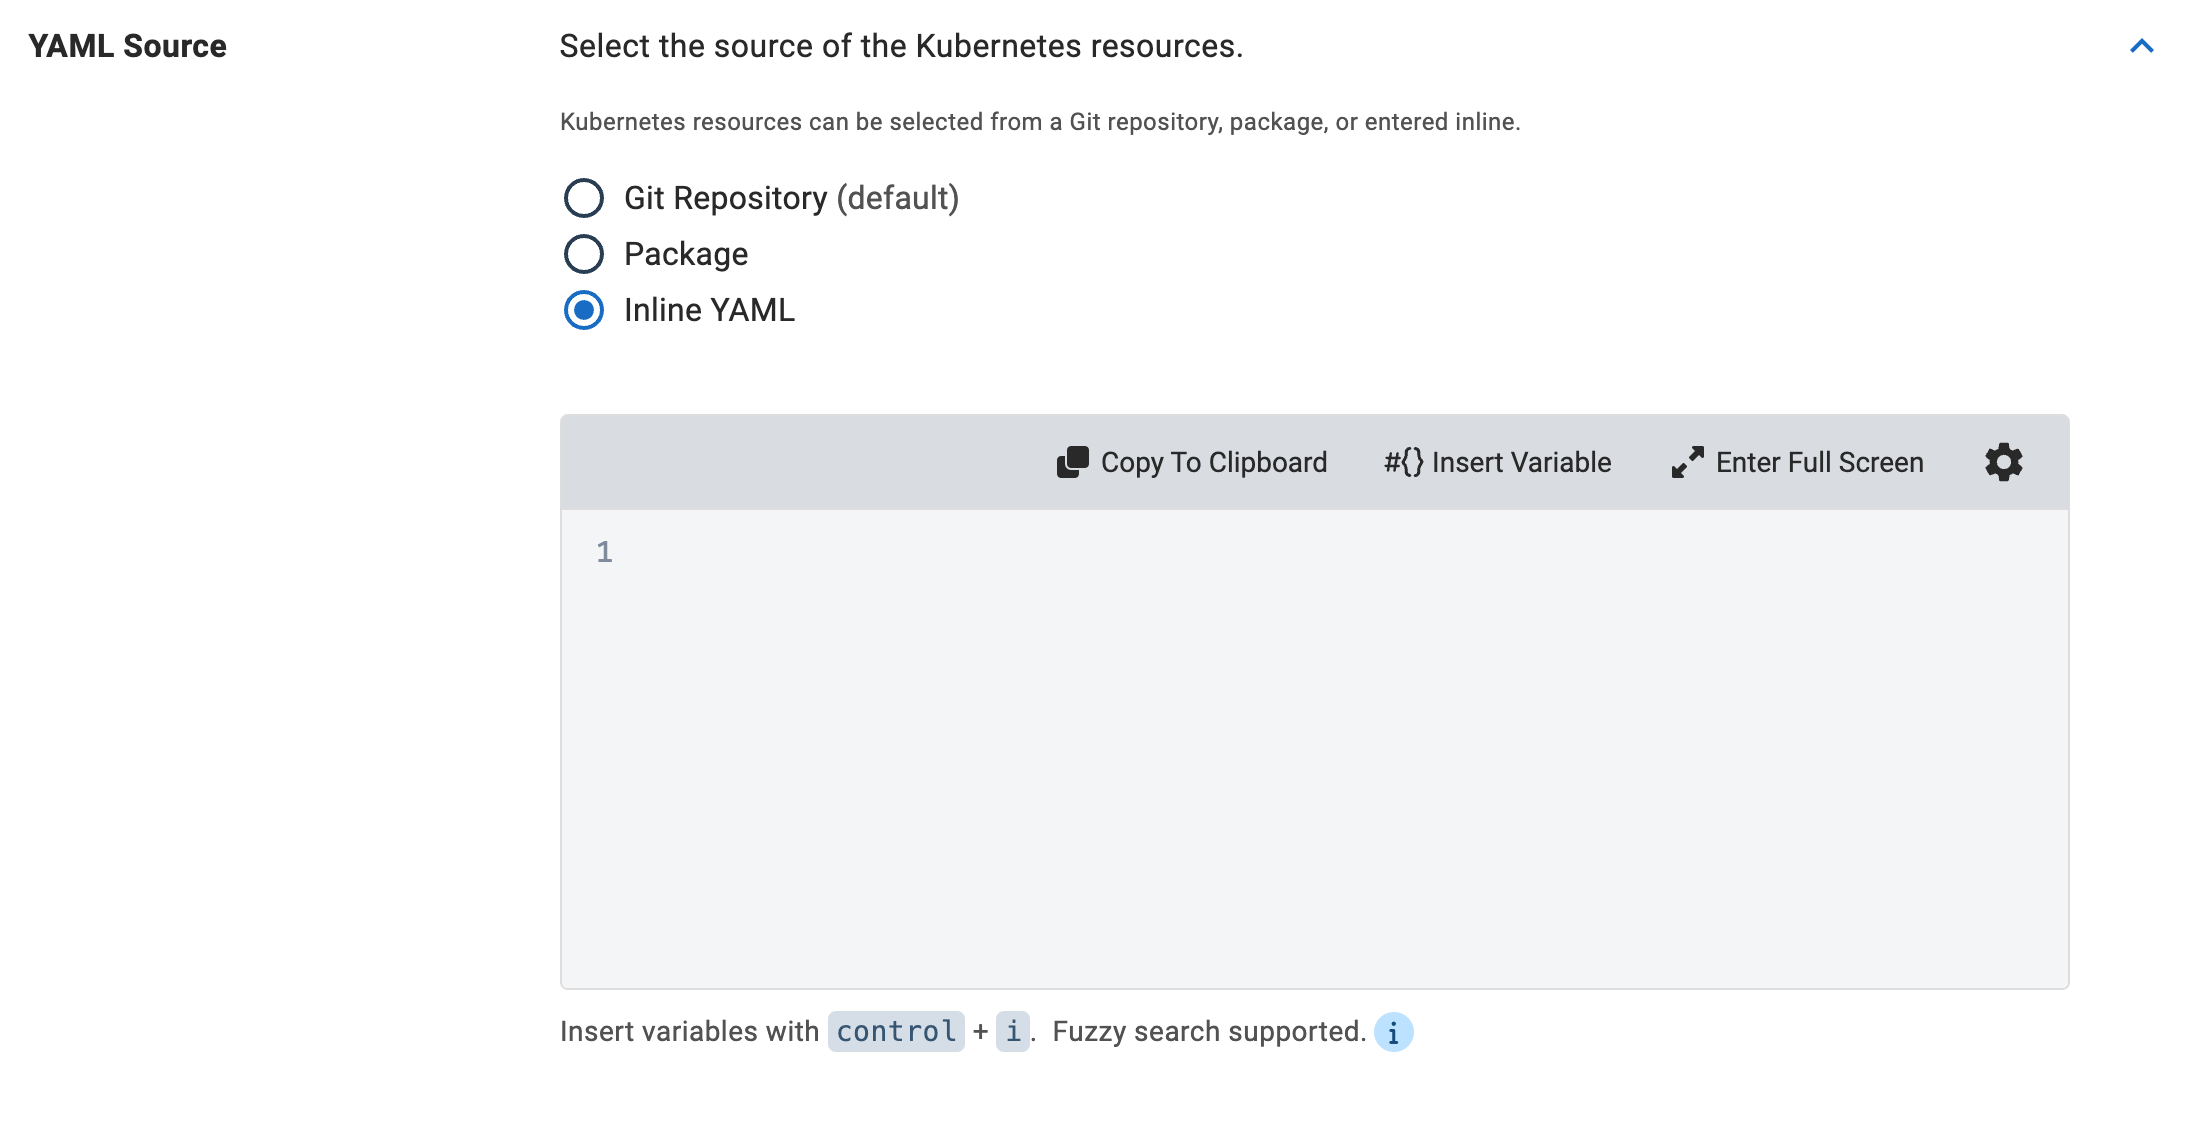 YAML Source
Select the source of the Kubernetes resources.
Kubernetes resources can be selected from a Git repository, package, or entered inline.
Git Repository (default)
Package
Inline YAML
Copy To Clipboard #{} Insert Variable Enter Full Screen
1
Insert variables with control + i. Fuzzy search supported. i